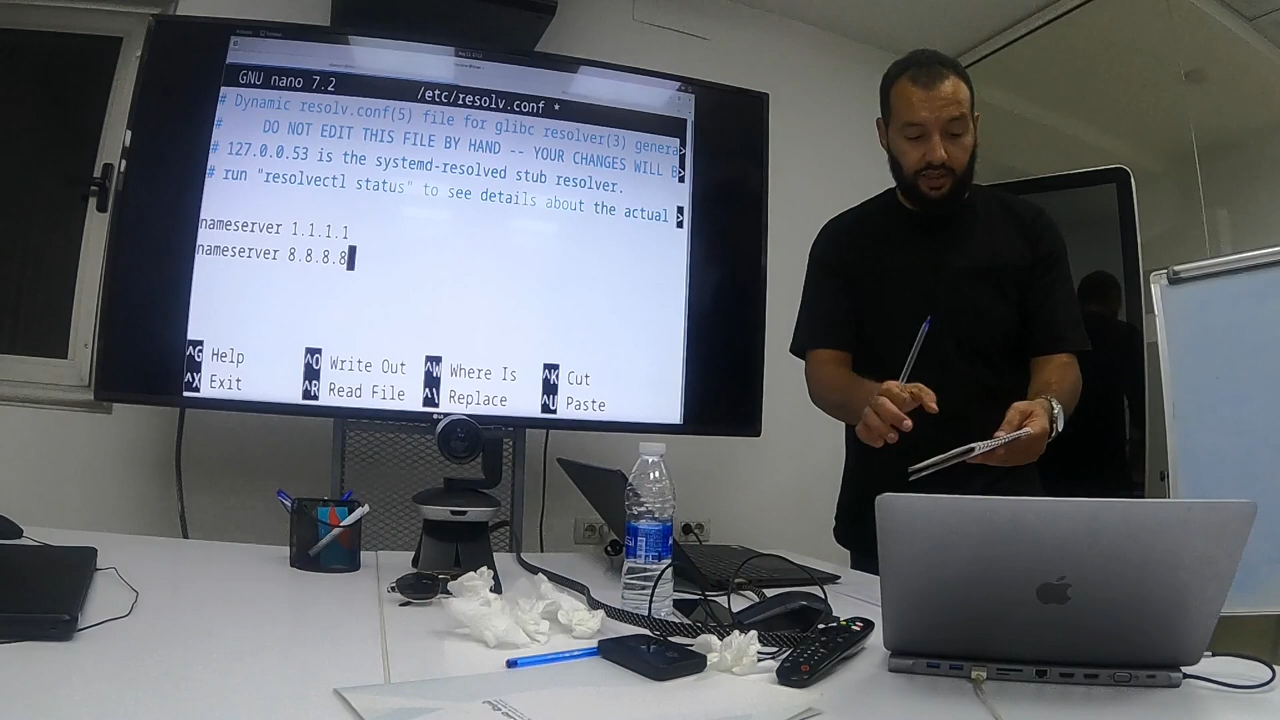 GNU nano 7.2 /etc/resolv.conf *
# Dynamic resolv.conf(5) file for glibc resolver(3) genera>
# DO NOT EDIT THIS FILE BY HAND -- YOUR CHANGES WILL B>
# 127.0.0.53 is the systemd-resolved stub resolver.
# run "resolvectl status" to see details about the actual >
nameserver 1.1.1.1
nameserver 8.8.8.8
^G Help ^O Write Out ^W Where Is ^K Cut
^X Exit ^R Read File ^\ Replace ^U Paste
LG